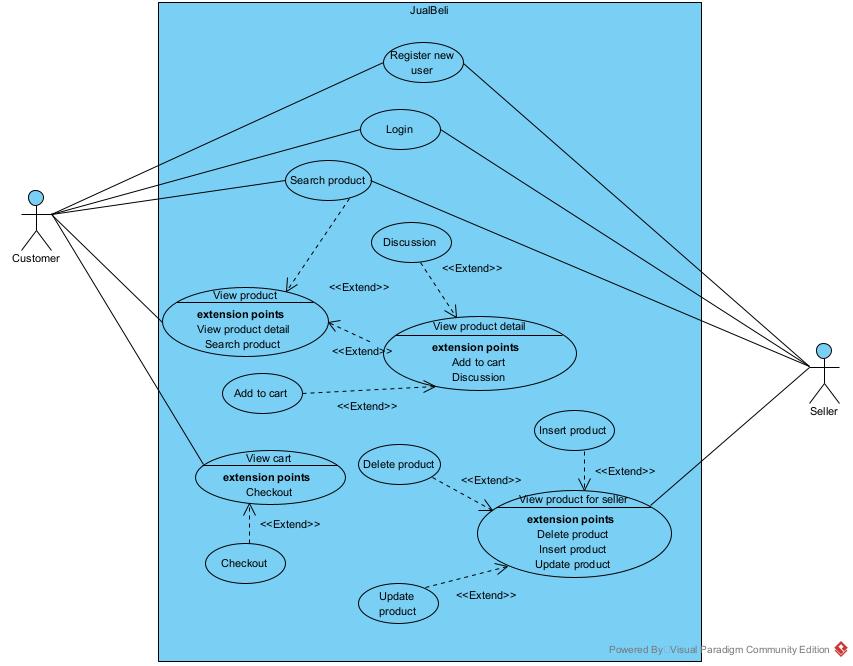 JualBeli
Register new
user
Login
Search product
Customer
Discussion
<<Extend>>
<<Extend>>
View product
extension points
View product detail
Search product
View product detail
extension points
Add to cart
Discussion
<<Extend>>
Seller
Add to cart
<<Extend>>
Insert product
View cart
extension points
Checkout
Delete product
<<Extend>>
<<Extend>>
View product for seller
extension points
Delete product
Insert product
Update product
<<Extend>>
Checkout
Update
product
<<Extend>>
Powered By: Visual Paradigm Community Edition